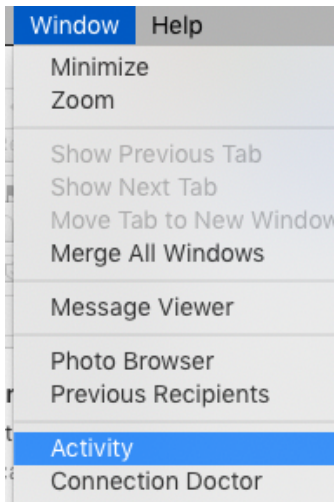 Window Help
Minimize
Zoom
Show Previous Tab
Show Next Tab
Move Tab to New Window
Merge All Windows
Message Viewer
Photo Browser
Previous Recipients
Activity
Connection Doctor